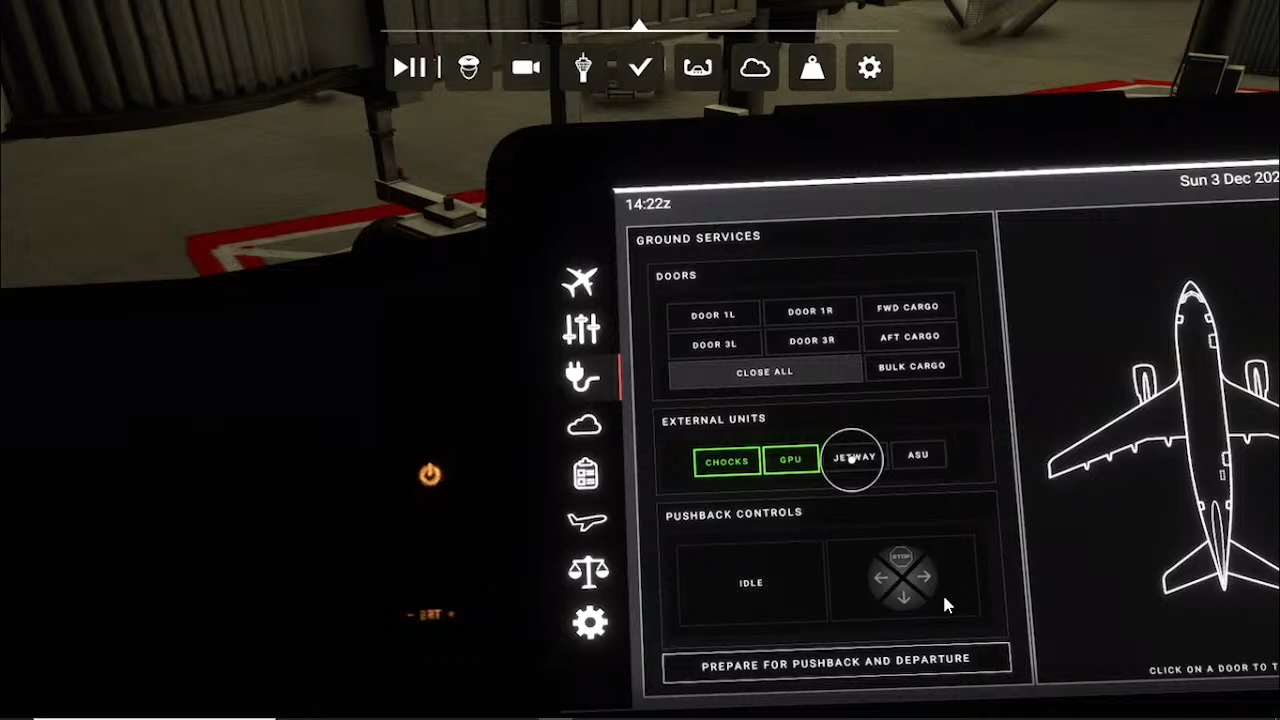 14:22z
Sun 3 Dec 202
GROUND SERVICES
DOORS
DOOR 1L
DOOR 1R
FWD CARGO
DOOR 3L
DOOR 3R
AFT CARGO
CLOSE ALL
BULK CARGO
EXTERNAL UNITS
CHOCKS
GPU
JETWAY
ASU
PUSHBACK CONTROLS
IDLE
STOP
PREPARE FOR PUSHBACK AND DEPARTURE
CLICK ON A DOOR TO T